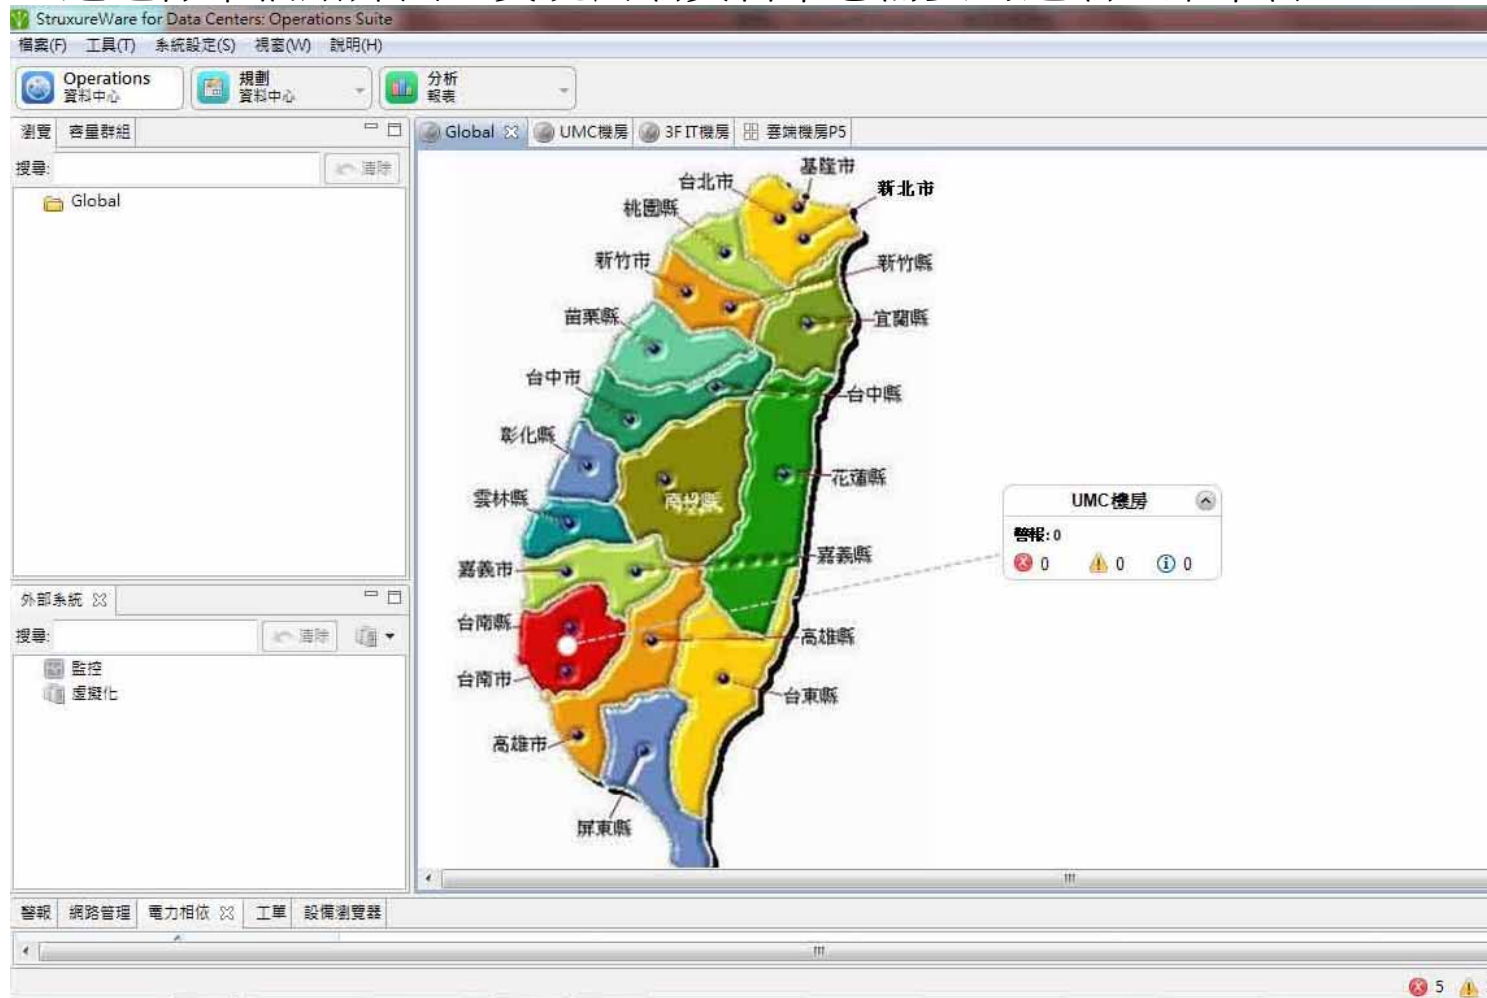 StruxureWare for Data Centers: Operations Suite
檔案(F) 工具(T) 系統設定(S) 視窗(W) 說明(H)
Operations 資料中心
規劃 資料中心
分析 報表
瀏覽 容量群組
Global UMC機房 3F IT機房 雲端機房P5
搜尋: 清除
Global
基隆市
台北市
新北市
桃園縣
新竹市
新竹縣
苗栗縣
宜蘭縣
台中市
台中縣
彰化縣
花蓮縣
雲林縣
南投縣
嘉義市
嘉義縣
台南縣
高雄縣
台南市
台東縣
高雄市
屏東縣
UMC機房
警報: 0
0 0 0
外部系統
搜尋: 清除
監控
虛擬化
警報 網路管理 電力相依 工單 設備瀏覽器
5